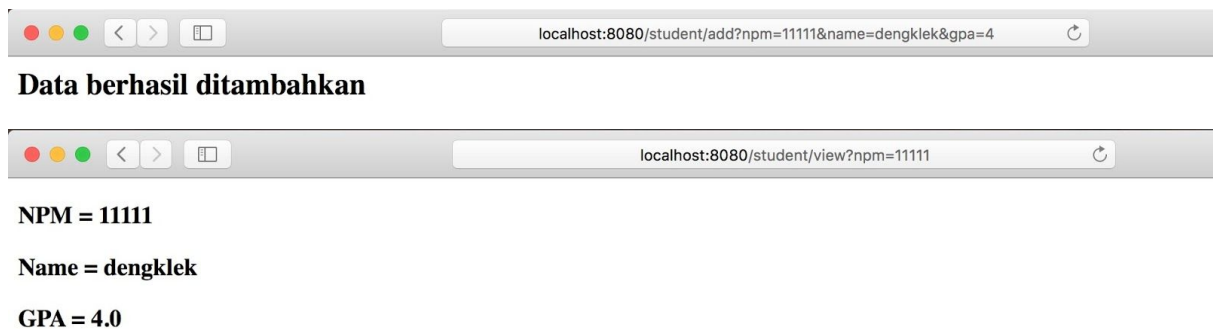 localhost:8080/student/add?npm=11111&name=dengklek&gpa=4
Data berhasil ditambahkan
localhost:8080/student/view?npm=11111
NPM = 11111
Name = dengklek
GPA = 4.0